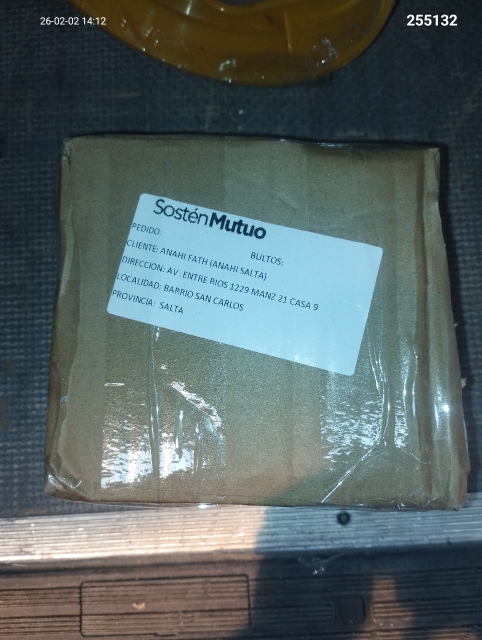 26-02-02 14:12
255132
SosténMutuo
PEDIDO:
BULTOS:
CLIENTE: ANAHI FATH (ANAHI SALTA)
DIRECCION: AV . ENTRE RIOS 1229 MANZ 21 CASA 9
LOCALIDAD: BARRIO SAN CARLOS
PROVINCIA: SALTA